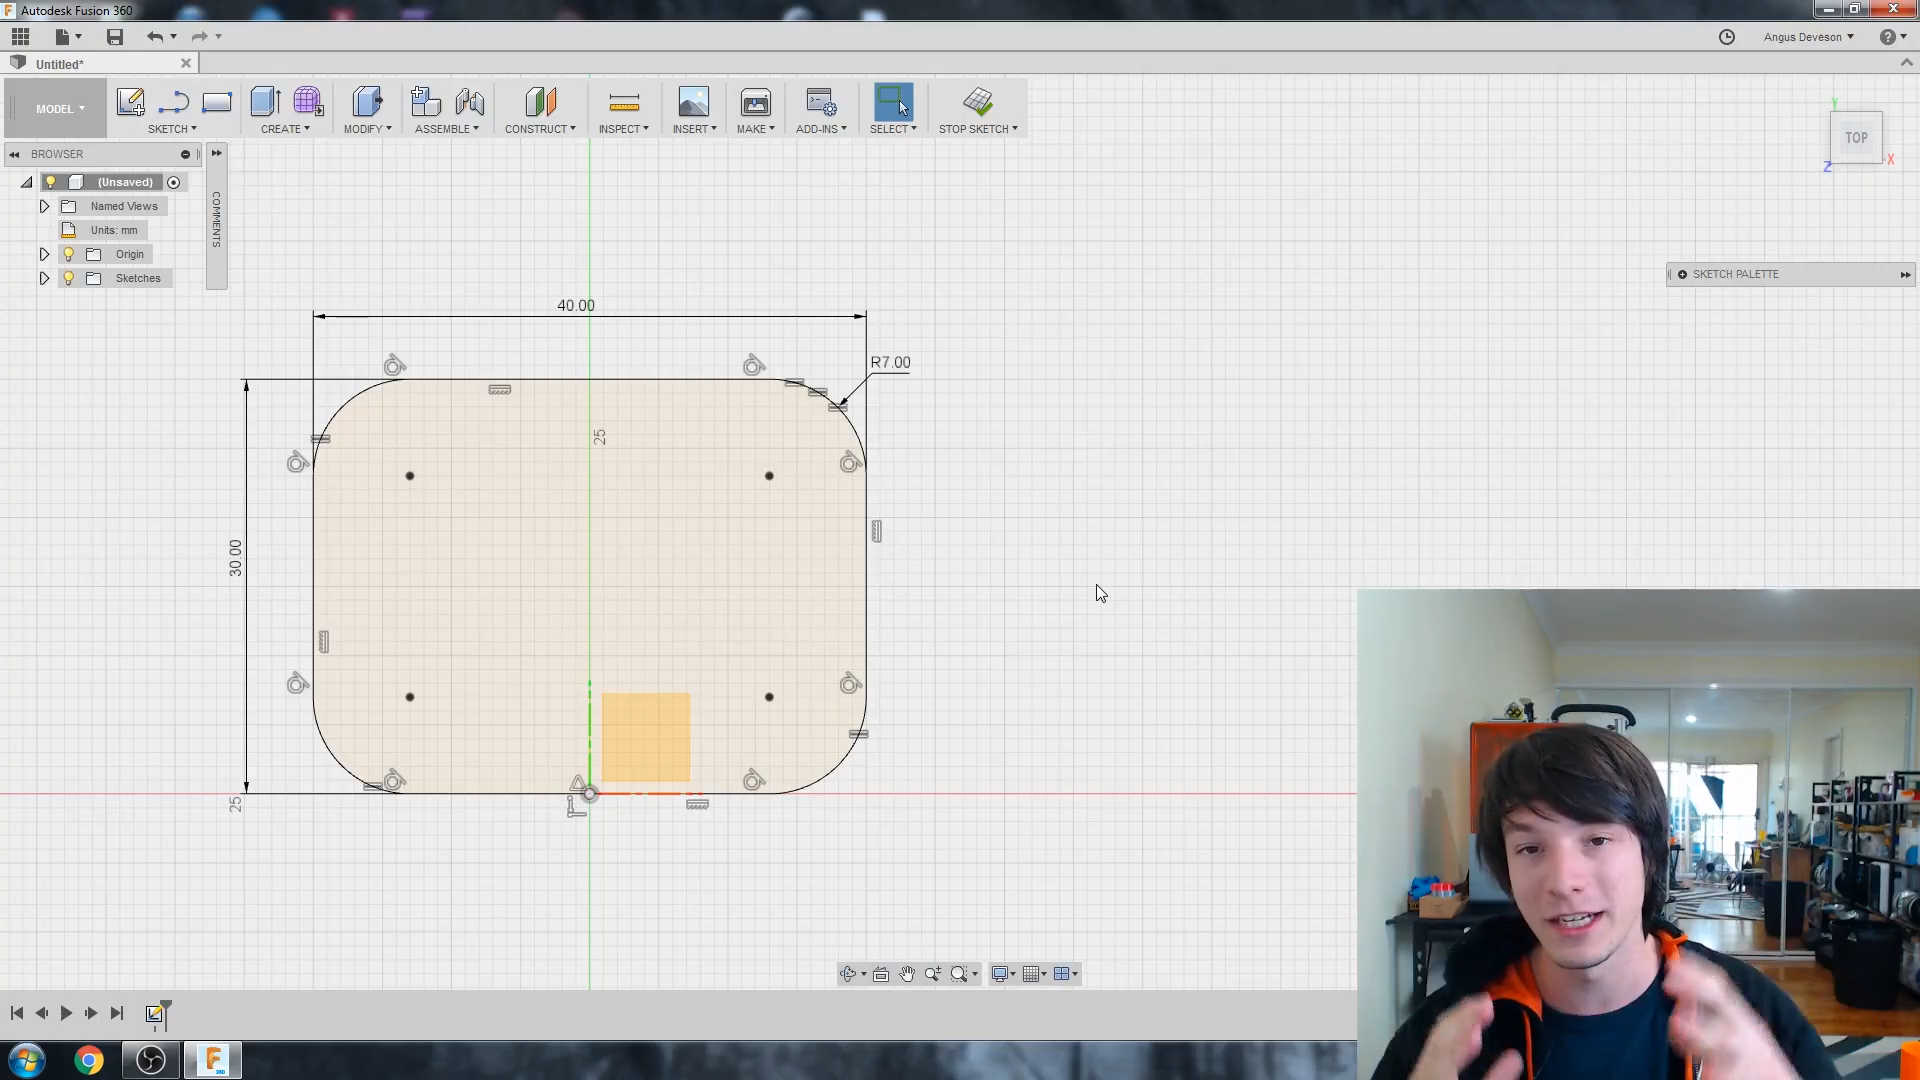 Autodesk Fusion 360
Angus Deveson
Untitled*
MODEL
SKETCH
CREATE
MODIFY
ASSEMBLE
CONSTRUCT
INSPECT
INSERT
MAKE
ADD-INS
SELECT
STOP SKETCH
BROWSER
(Unsaved)
Named Views
Units: mm
Origin
Sketches
COMMENTS
Y
TOP
X
Z
SKETCH PALETTE
40.00
R7.00
25
30.00
25
360